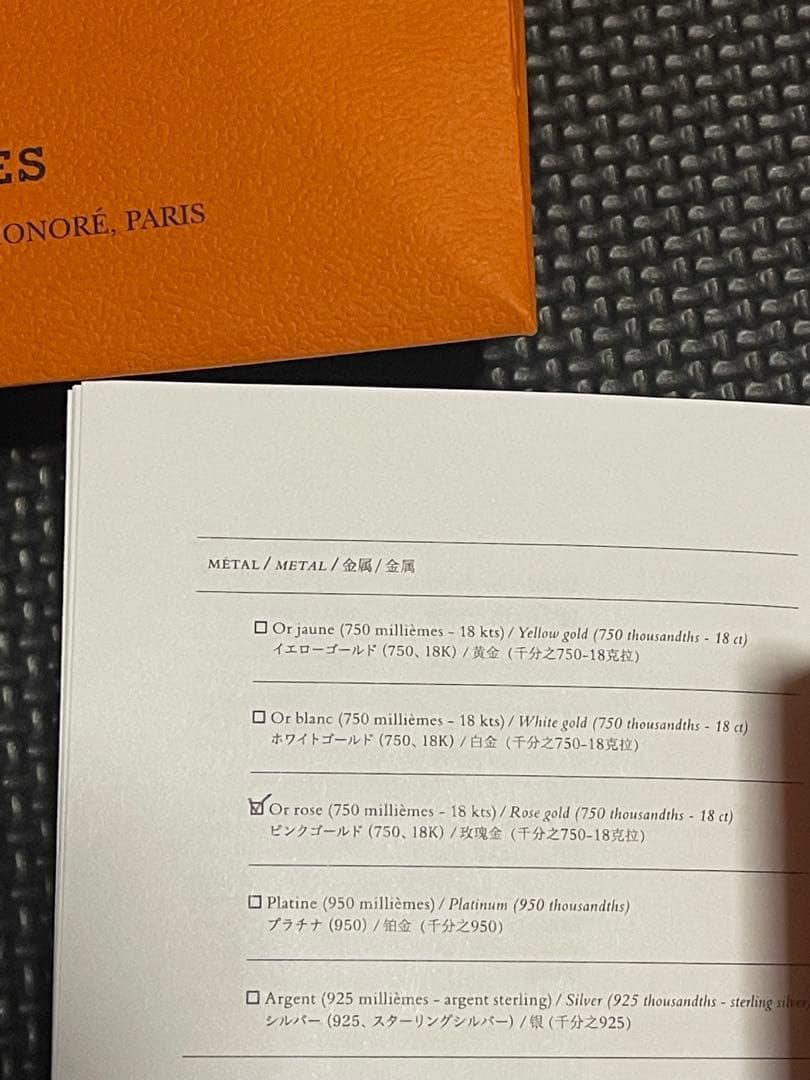 ES
ONORÉ, PARIS
MÉTAL / METAL / 金属 / 金属
Or jaune (750 millièmes - 18 kts) / Yellow gold (750 thousandths - 18 ct)
イエローゴールド (750、18K) / 黄金 (千分之750-18克拉)
Or blanc (750 millièmes - 18 kts) / White gold (750 thousandths - 18 ct)
ホワイトゴールド (750、18K) / 白金 (千分之750-18克拉)
Or rose (750 millièmes - 18 kts) / Rose gold (750 thousandths - 18 ct)
ピンクゴールド (750、18K) / 玫瑰金 (千分之750-18克拉)
Platine (950 millièmes) / Platinum (950 thousandths)
プラチナ (950) / 铂金 (千分之950)
Argent (925 millièmes - argent sterling) / Silver (925 thousandths - sterling silver
シルバー (925、スターリングシルバー) / 银 (千分之925)